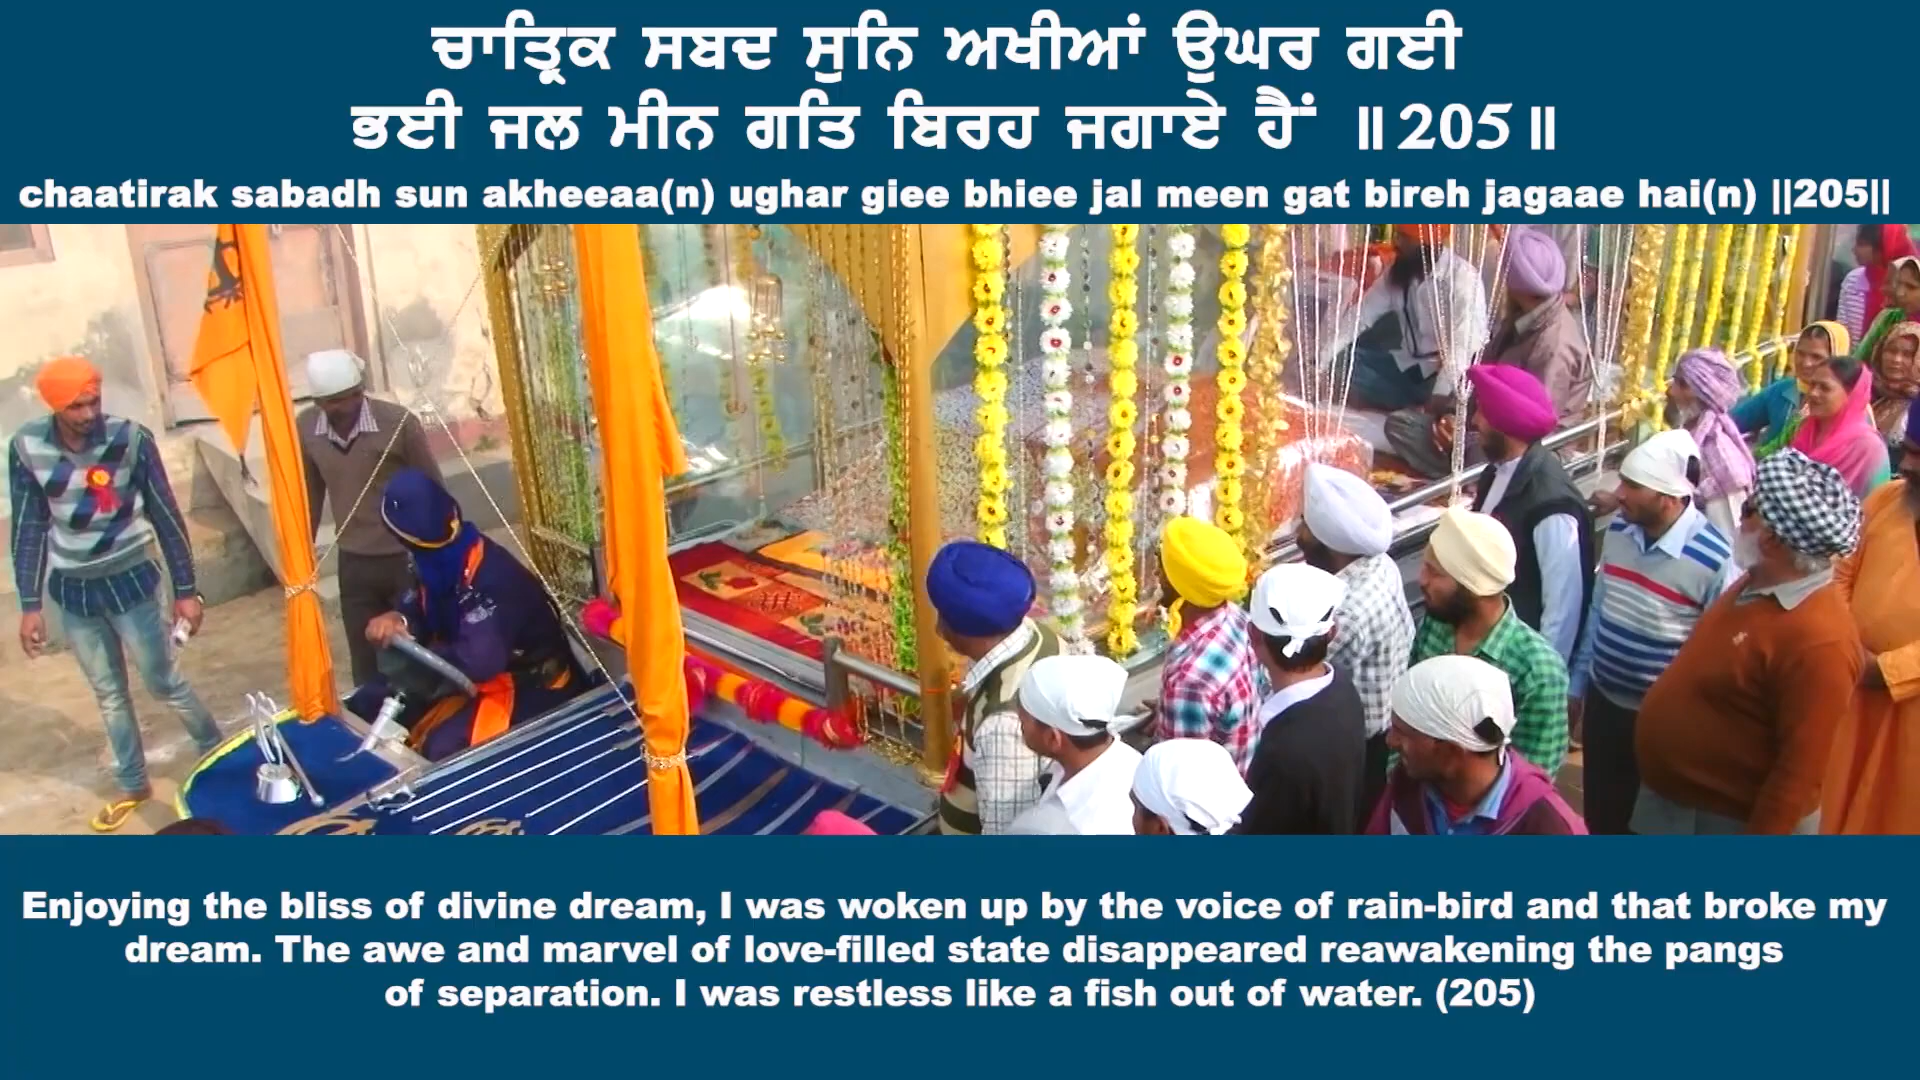 ਚਾਤ੍ਰਿਕ ਸਬਦ ਸੁਨਿ ਅਖੀਆਂ ਉਘਰ ਗਈ
ਭਈ ਜਲ ਮੀਨ ਗਤਿ ਬਿਰਹ ਜਗਾਏ ਹੈਂ ॥205॥
chaatirak sabadh sun akheeaa(n) ughar giee bhiee jal meen gat bireh jagaae hai(n) ||205||
Enjoying the bliss of divine dream, I was woken up by the voice of rain-bird and that broke my
dream. The awe and marvel of love-filled state disappeared reawakening the pangs
of separation. I was restless like a fish out of water. (205)